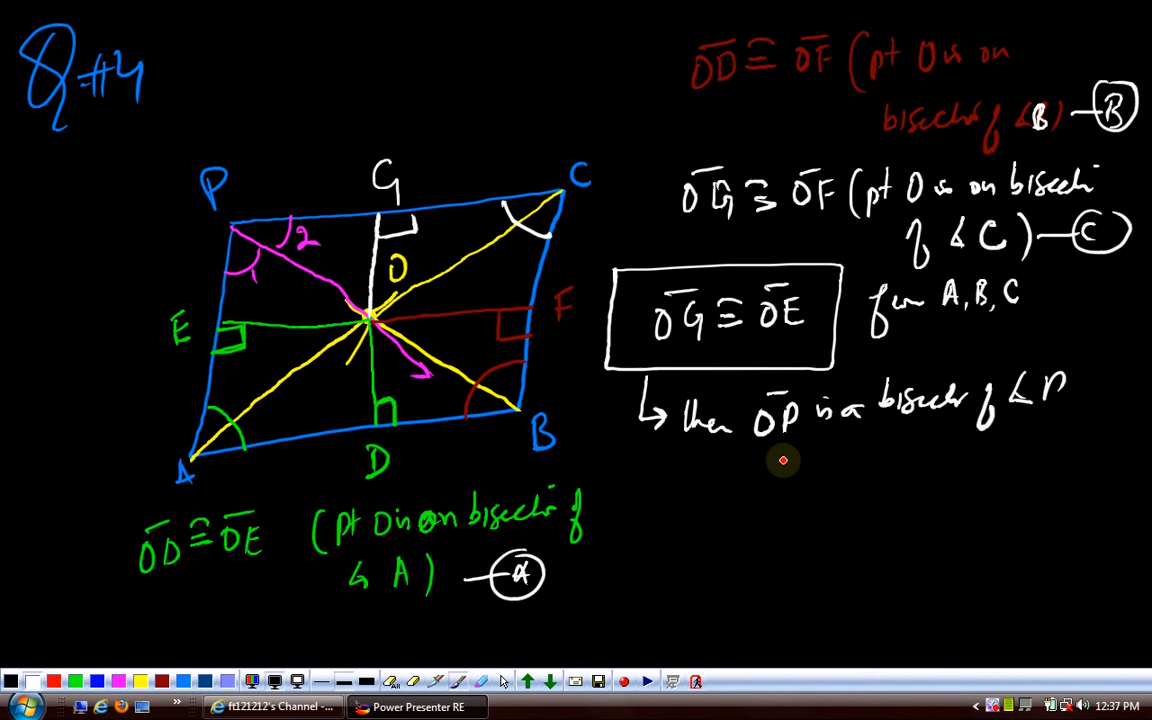 Q#4
OD ≅ OF (pt O is on
bisector of ∡B) — B
OG ≅ OF (pt O is on bisector
of ∡C) — C
OG ≅ OE from A, B, C
↳ then OP is a bisector of ∡P
P
G
C
1
2
O
E
F
A
D
B
OD ≅ OE (pt O is on bisector of
∡A) — A
ft121212's Channel -...
Power Presenter RE
12:37 PM